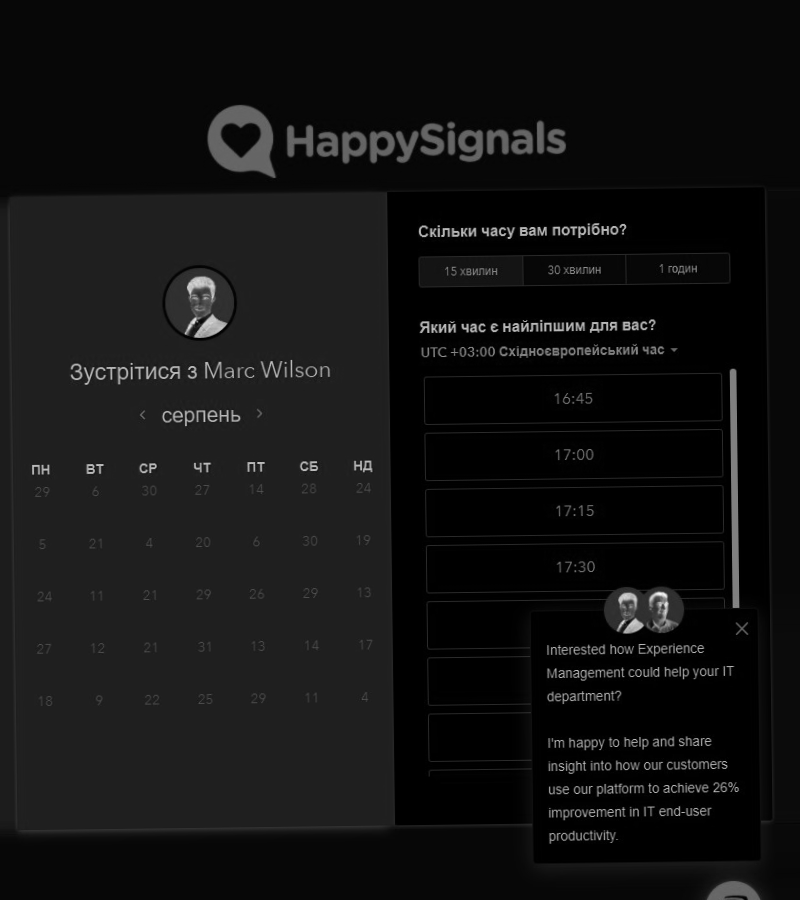 HappySignals
Зустрітися з Marc Wilson
серпень
ПН ВТ СР ЧТ ПТ СБ НД
29 6 30 27 14 28 24
5 21 4 20 6 30 19
24 11 21 29 26 29 13
27 12 21 31 13 14 17
18 9 22 25 29 11 4
Скільки часу вам потрібно?
15 хвилин 30 хвилин 1 годин
Який час є найліпшим для вас?
UTC +03:00 Східноєвропейський час
16:45
17:00
17:15
17:30
Interested how Experience
Management could help your IT
department?
I'm happy to help and share
insight into how our customers
use our platform to achieve 26%
improvement in IT end-user
productivity.